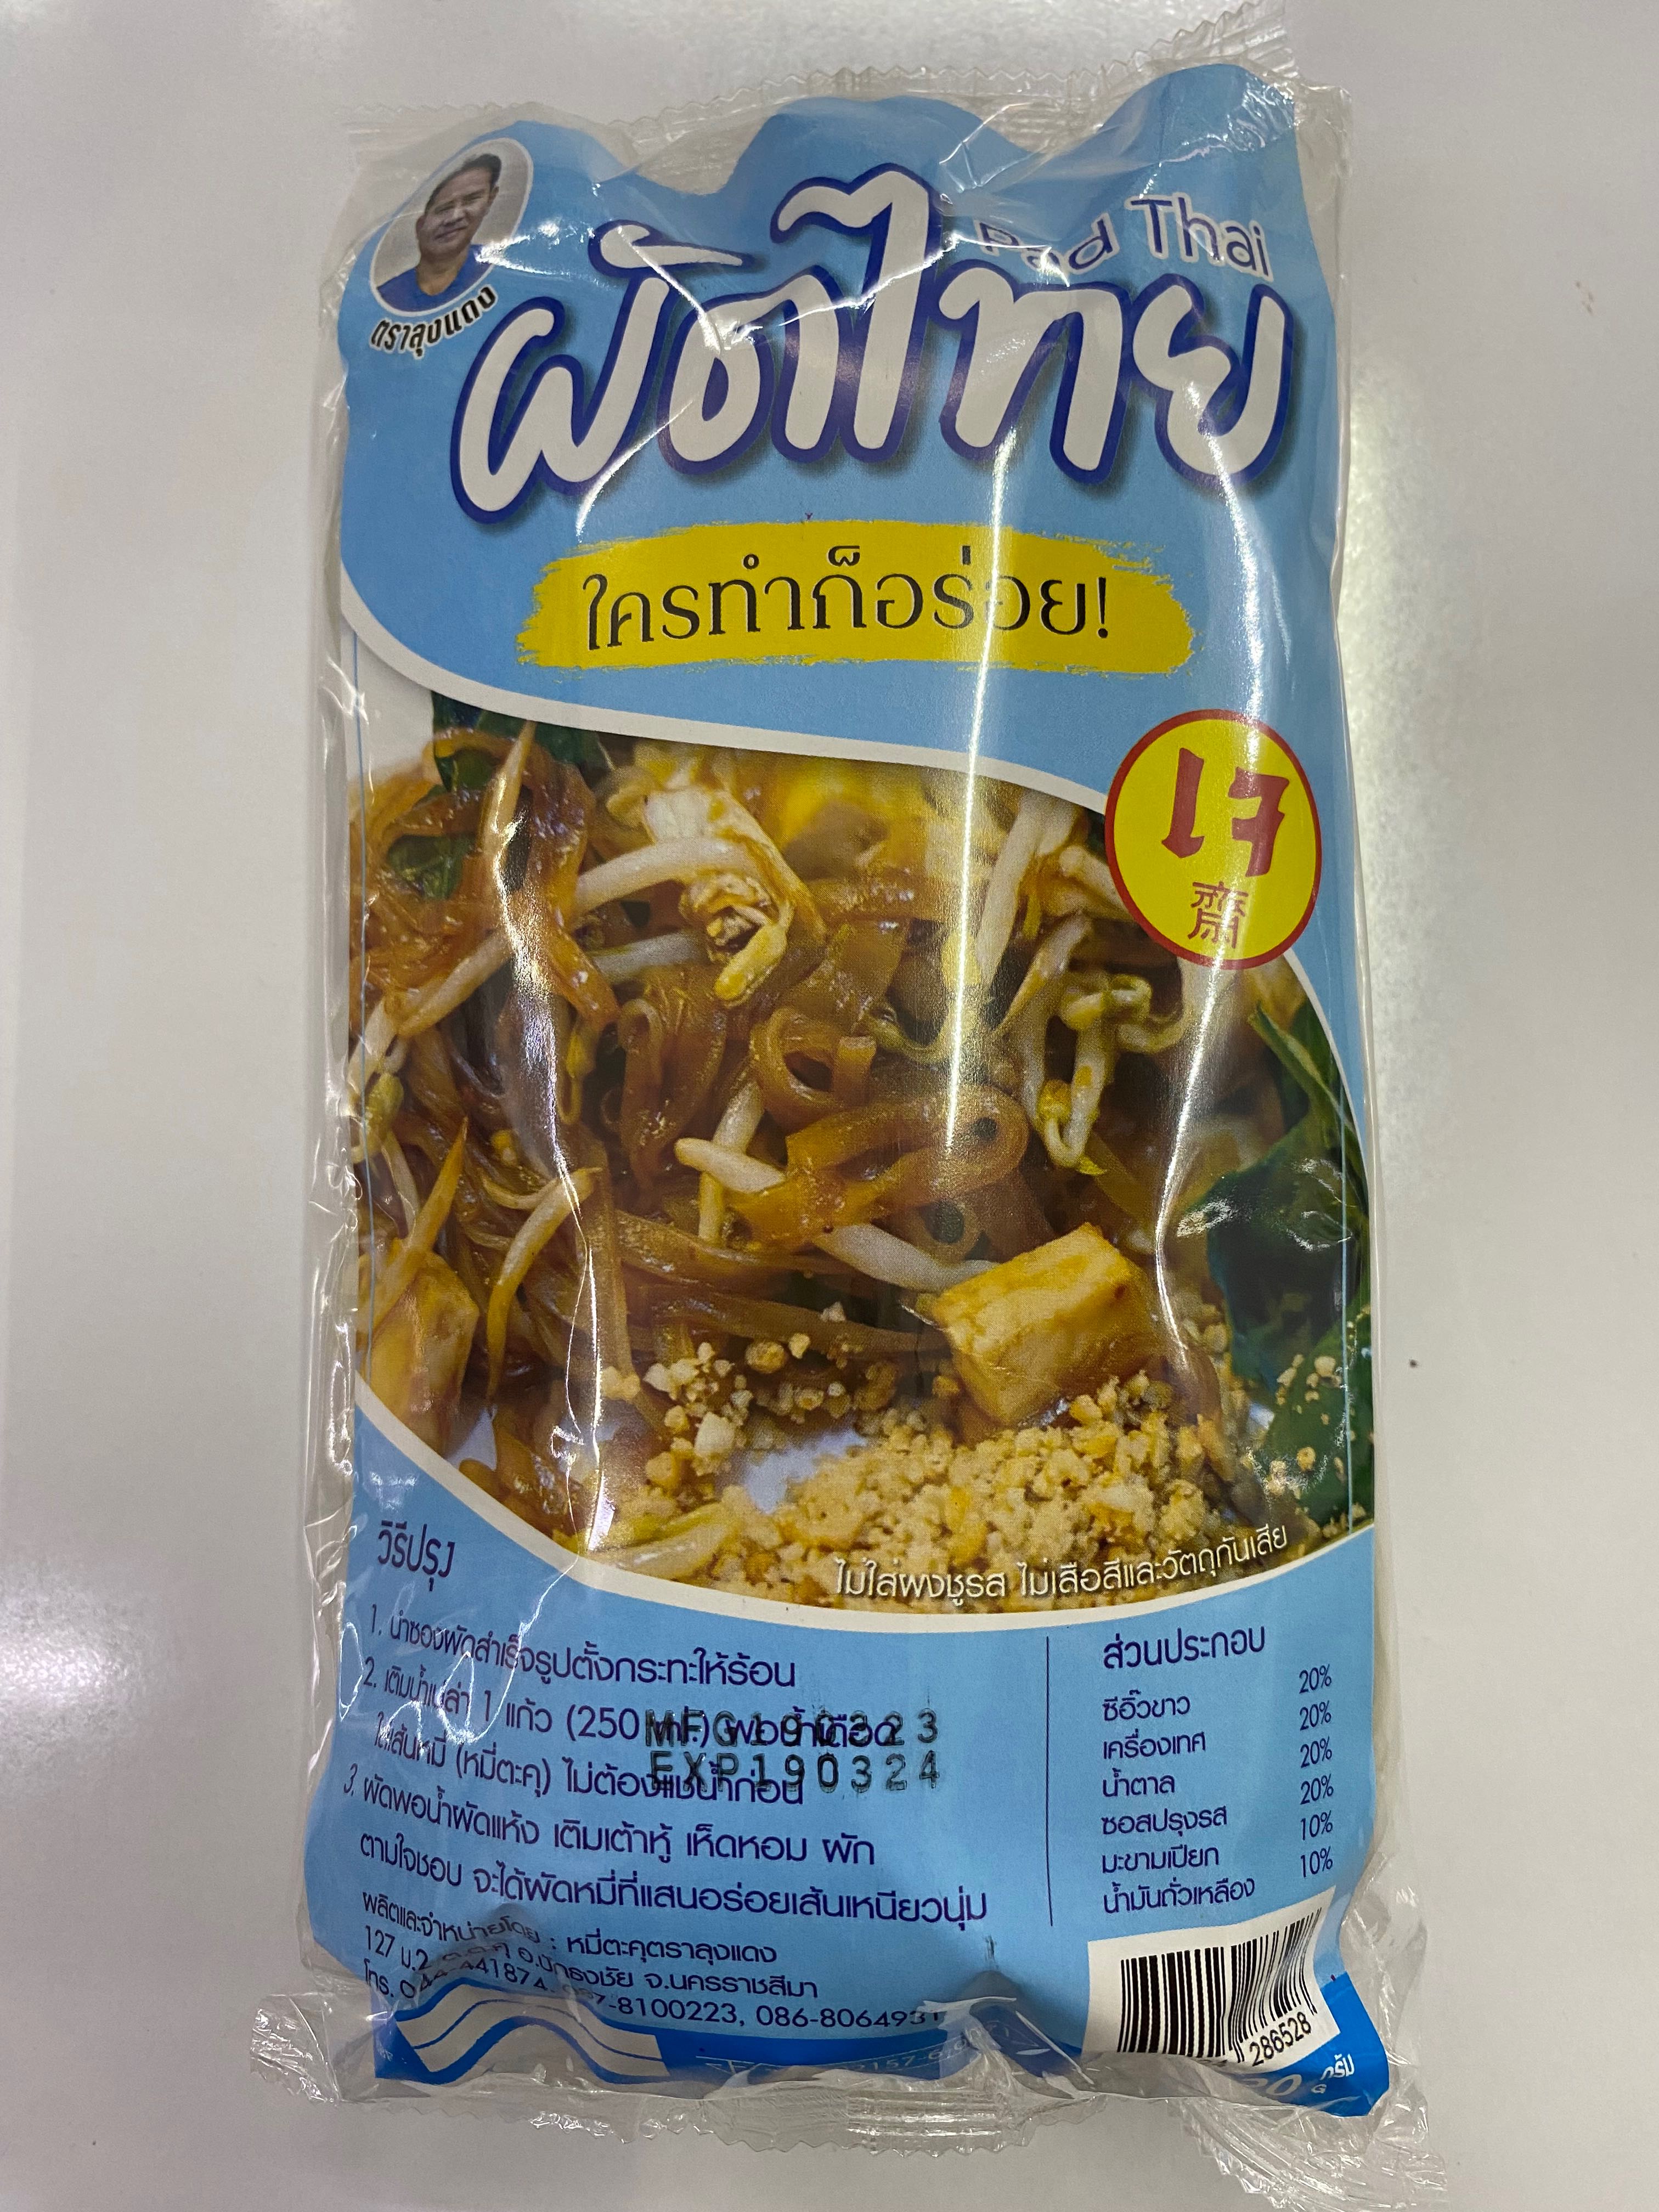 Pad Thai
ผัดไทย
ตราลุงแดง
ใครทำก็อร่อย!
เจ
齋
ไม่ใส่ผงชูรส ไม่เจือสีและวัตถุกันเสีย
วิธีปรุง
1. นำซองผัดสำเร็จรูปตั้งกระทะให้ร้อน
2. เติมน้ำเปล่า 1 แก้ว (250 พอน้ำเดือด
ใส่เส้นหมี่ (หมี่ตะคุ) ไม่ต้องแช่น้ำก่อน
3. ผัดพอน้ำผัดแห้ง เติมเต้าหู้ เห็ดหอม ผัก
ตามใจชอบ จะได้ผัดหมี่ที่แสนอร่อยเส้นเหนียวนุ่ม
MFG190323
EXP190324
ผลิตและจำหน่ายโดย : หมี่ตะคุตราลุงแดง
127 ม.2 อ.ปักธงชัย จ.นครราชสีมา
โทร. 044-441874, 087-8100223, 086-8064931
ส่วนประกอบ
ซีอิ๊วขาว 20%
เครื่องเทศ 20%
น้ำตาล 20%
ซอสปรุงรส 20%
มะขามเปียก 10%
น้ำมันถั่วเหลือง 10%
286528
กรัม
G